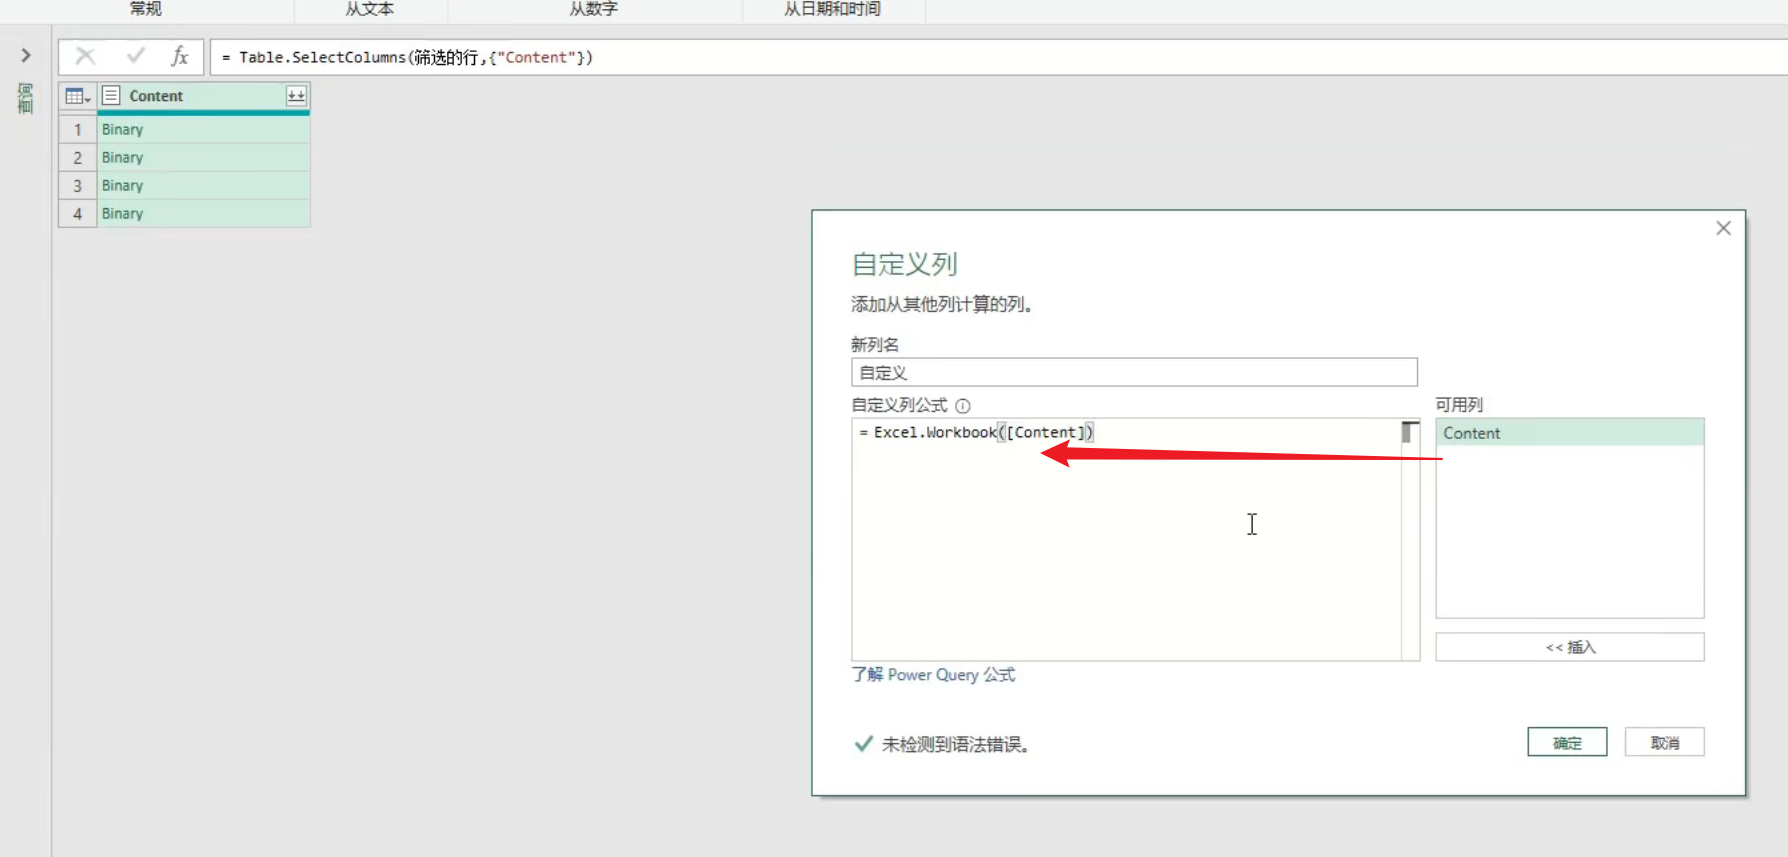 常规
从文本
从数字
从日期和时间
fx = Table.SelectColumns(筛选的行,{"Content"})
查询
Content
1 Binary
2 Binary
3 Binary
4 Binary
自定义列
添加从其他列计算的列。
新列名
自定义
自定义列公式
可用列
= Excel.Workbook([Content])
Content
<< 插入
了解 Power Query 公式
未检测到语法错误。
确定
取消